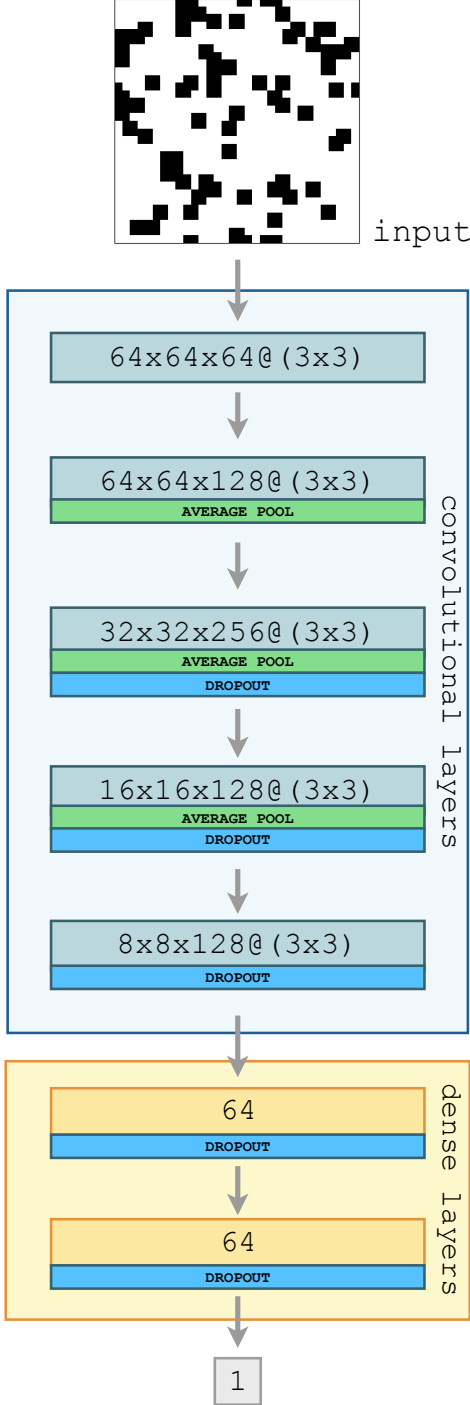 input
64x64x64@(3x3)
64x64x128@(3x3)
AVERAGE POOL
32x32x256@(3x3)
AVERAGE POOL
DROPOUT
16x16x128@(3x3)
AVERAGE POOL
DROPOUT
8x8x128@(3x3)
DROPOUT
convolutional layers
64
DROPOUT
64
DROPOUT
dense layers
1